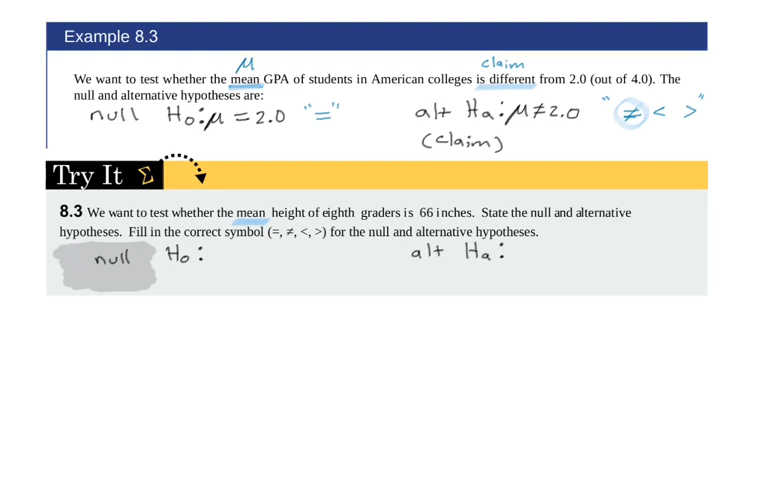 Example 8.3
μ claim
We want to test whether the mean GPA of students in American colleges is different from 2.0 (out of 4.0). The
null and alternative hypotheses are:
null H₀: μ = 2.0 "=" alt Hₐ: μ ≠ 2.0 "≠ < >"
(claim)
Try It Σ
8.3 We want to test whether the mean height of eighth graders is 66 inches. State the null and alternative
hypotheses. Fill in the correct symbol (=, ≠, <, >) for the null and alternative hypotheses.
null H₀: alt Hₐ: